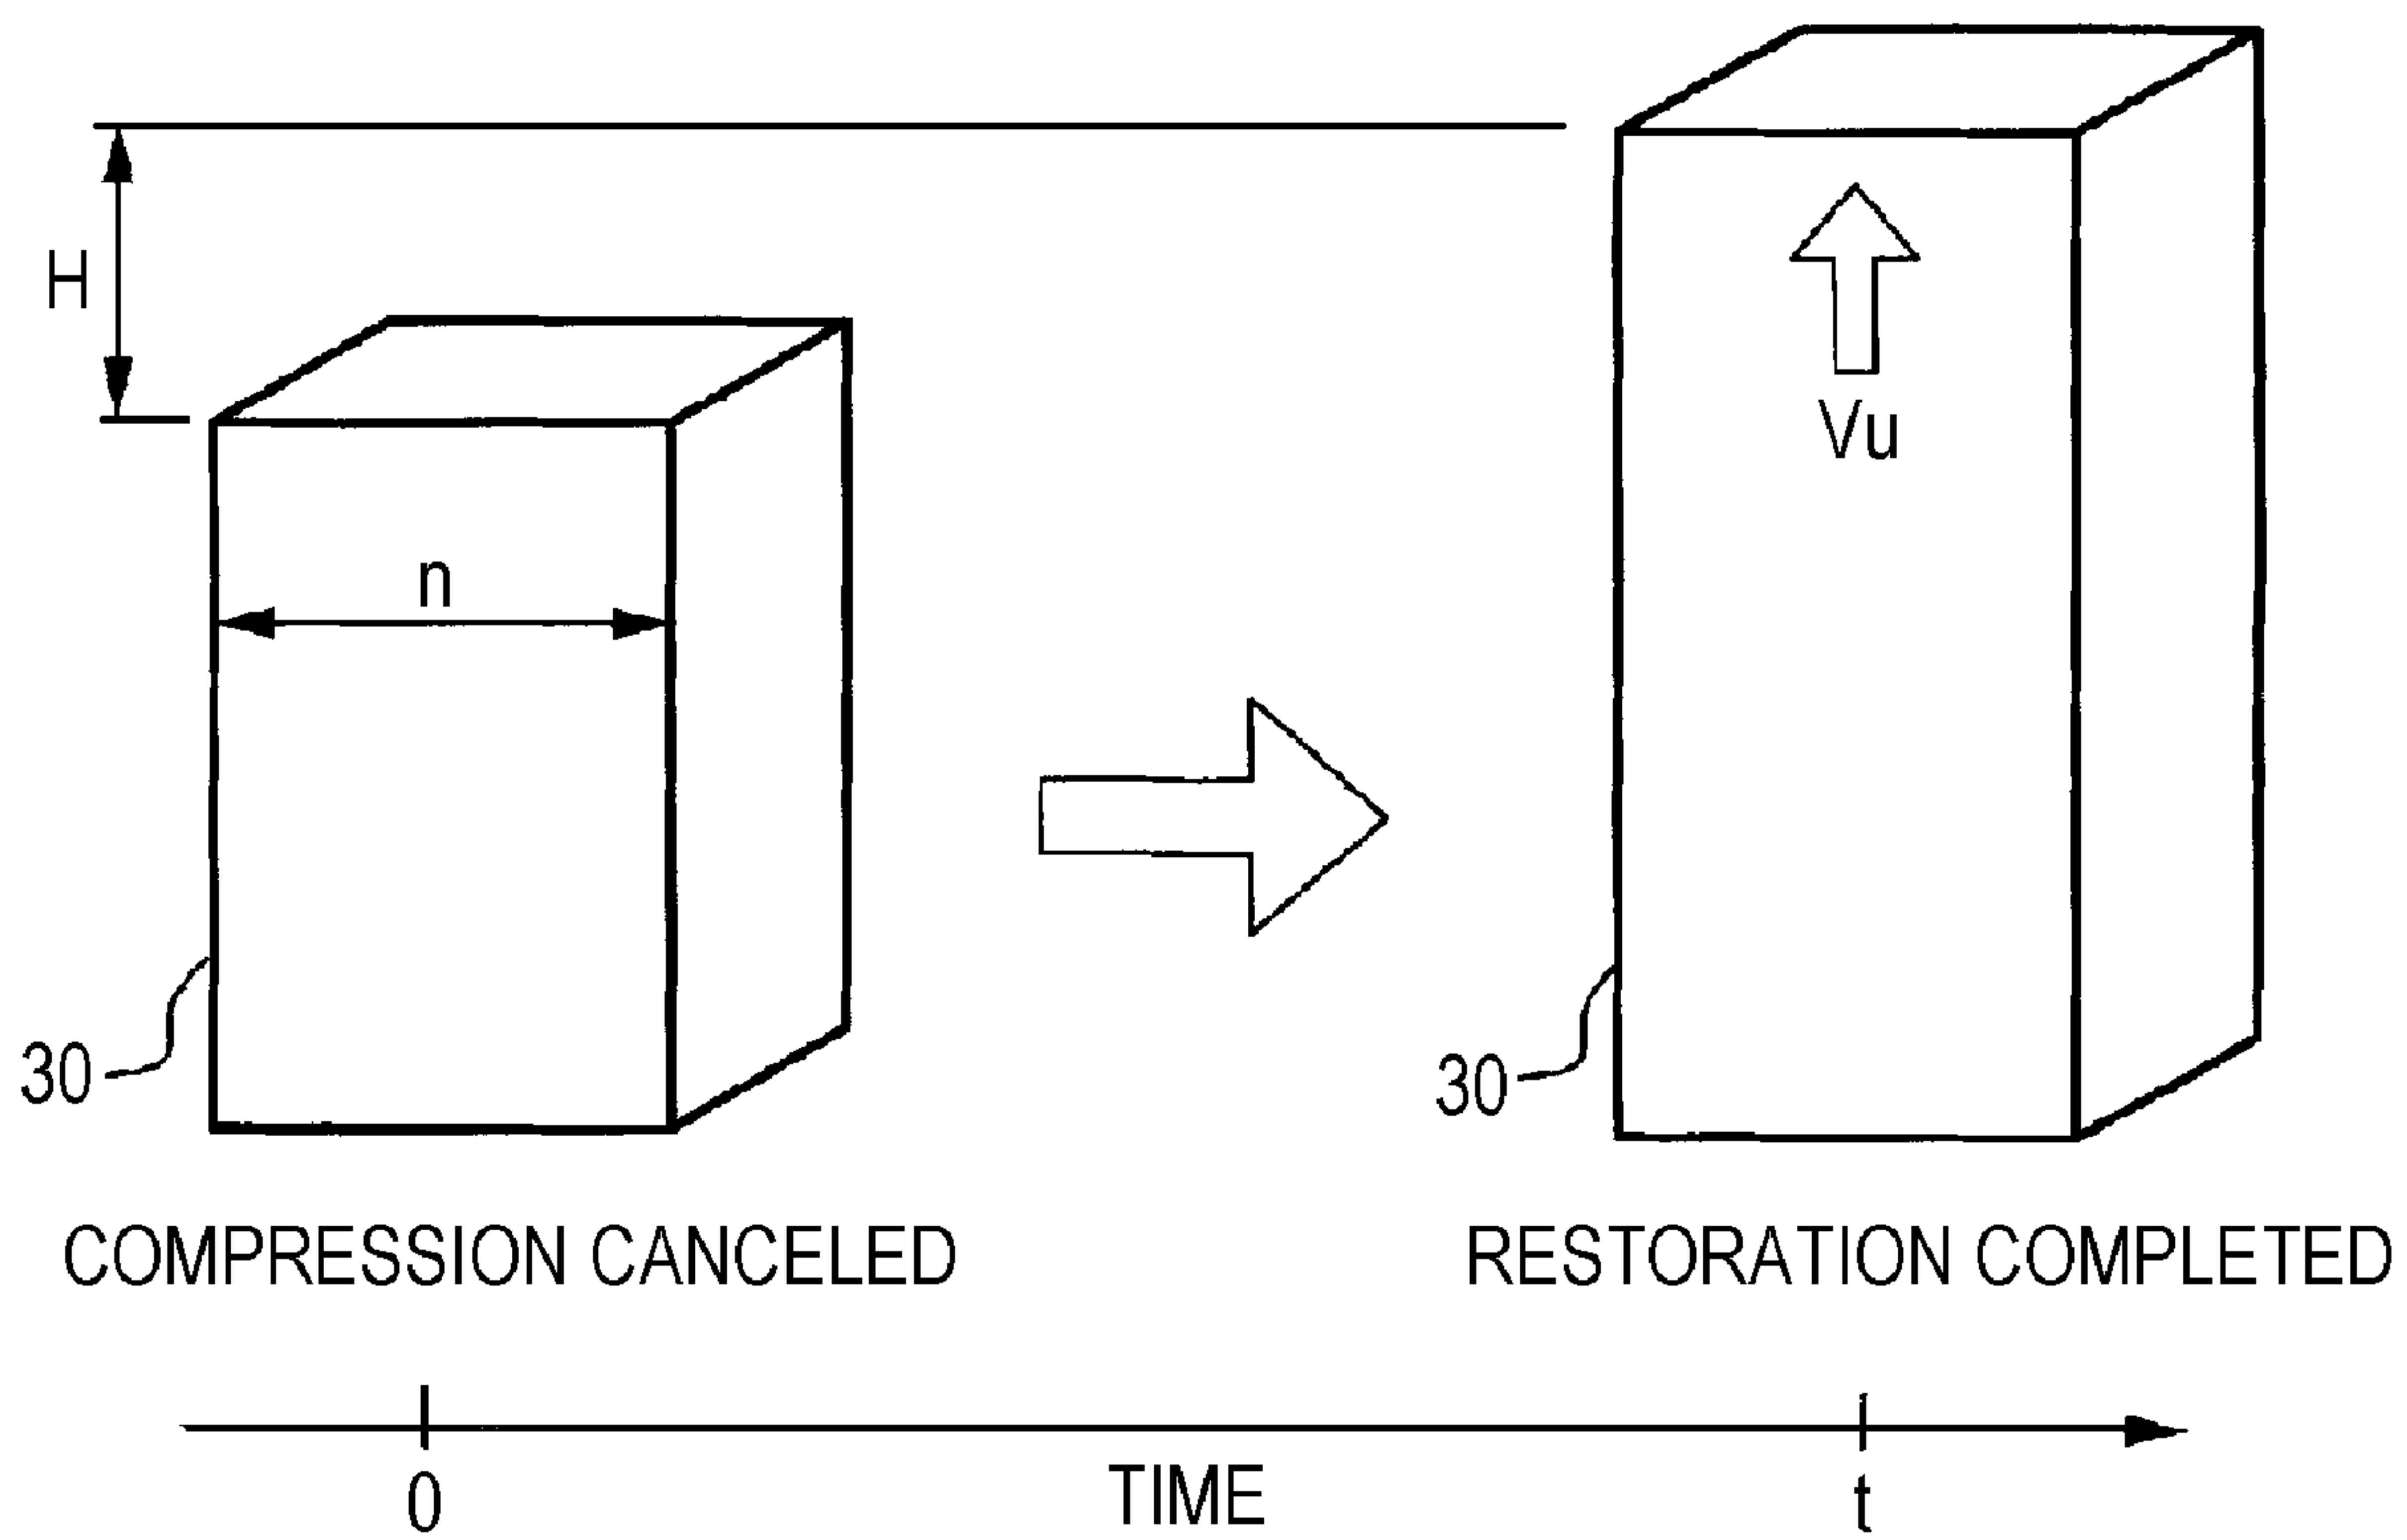 H
Vu
n
30
30
COMPRESSION CANCELED
RESTORATION COMPLETED
0
TIME
t